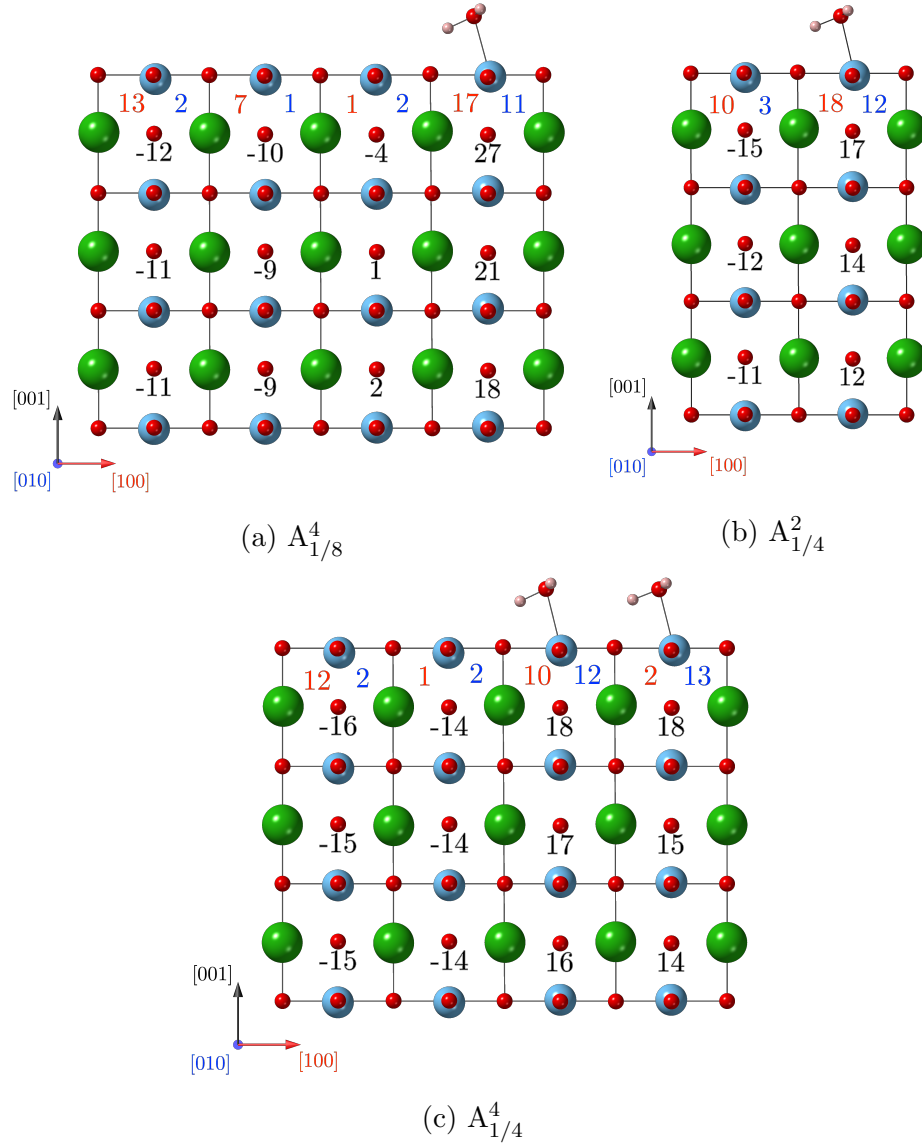 13 2 7 1 1 2 17 11
-12 -10 -4 27
-11 -9 1 21
-11 -9 2 18
[001]
[010] [100]
(a) A^4_{1/8}
10 3 18 12
-15 17
-12 14
-11 12
[001]
[010] [100]
(b) A^2_{1/4}
12 2 1 2 10 12 2 13
-16 -14 18 18
-15 -14 17 15
-15 -14 16 14
[001]
[010] [100]
(c) A^4_{1/4}